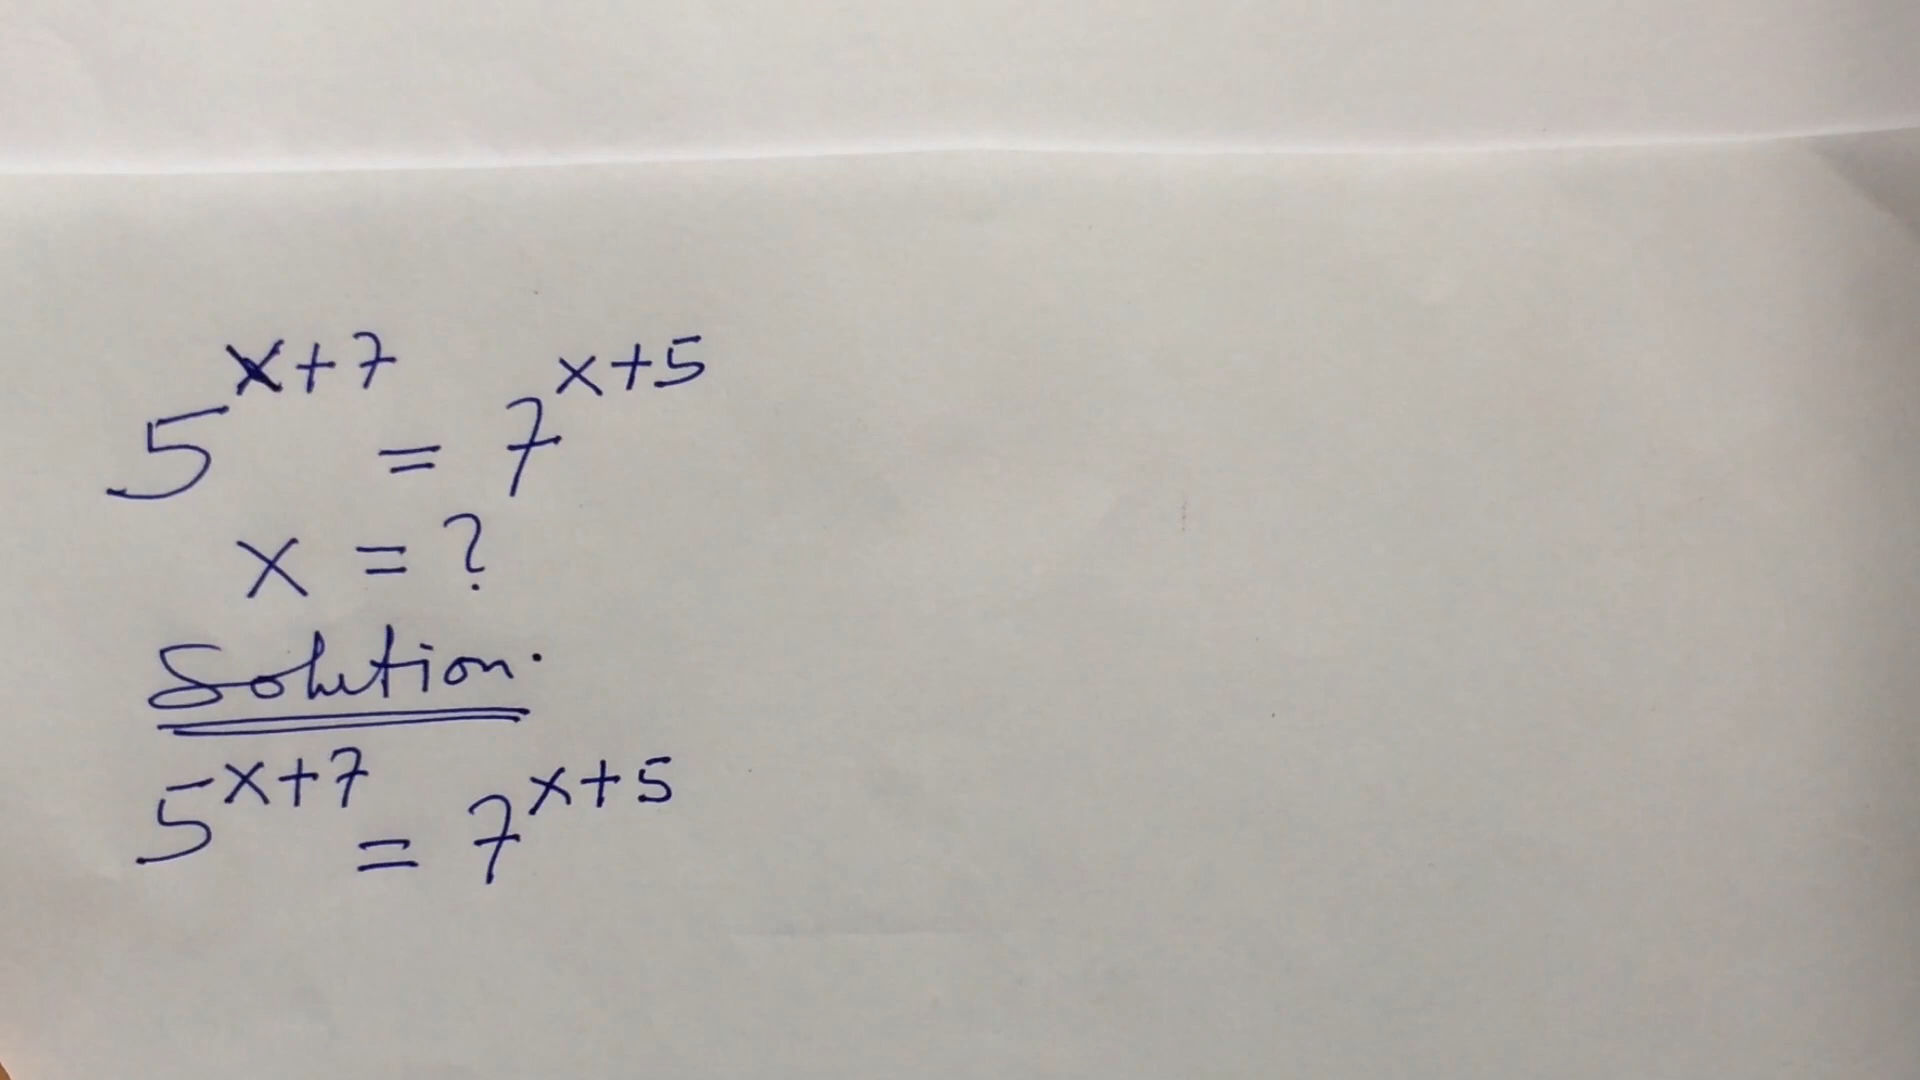 5^{x+7} = 7^{x+5}
x = ?
Solution.
5^{x+7} = 7^{x+5}